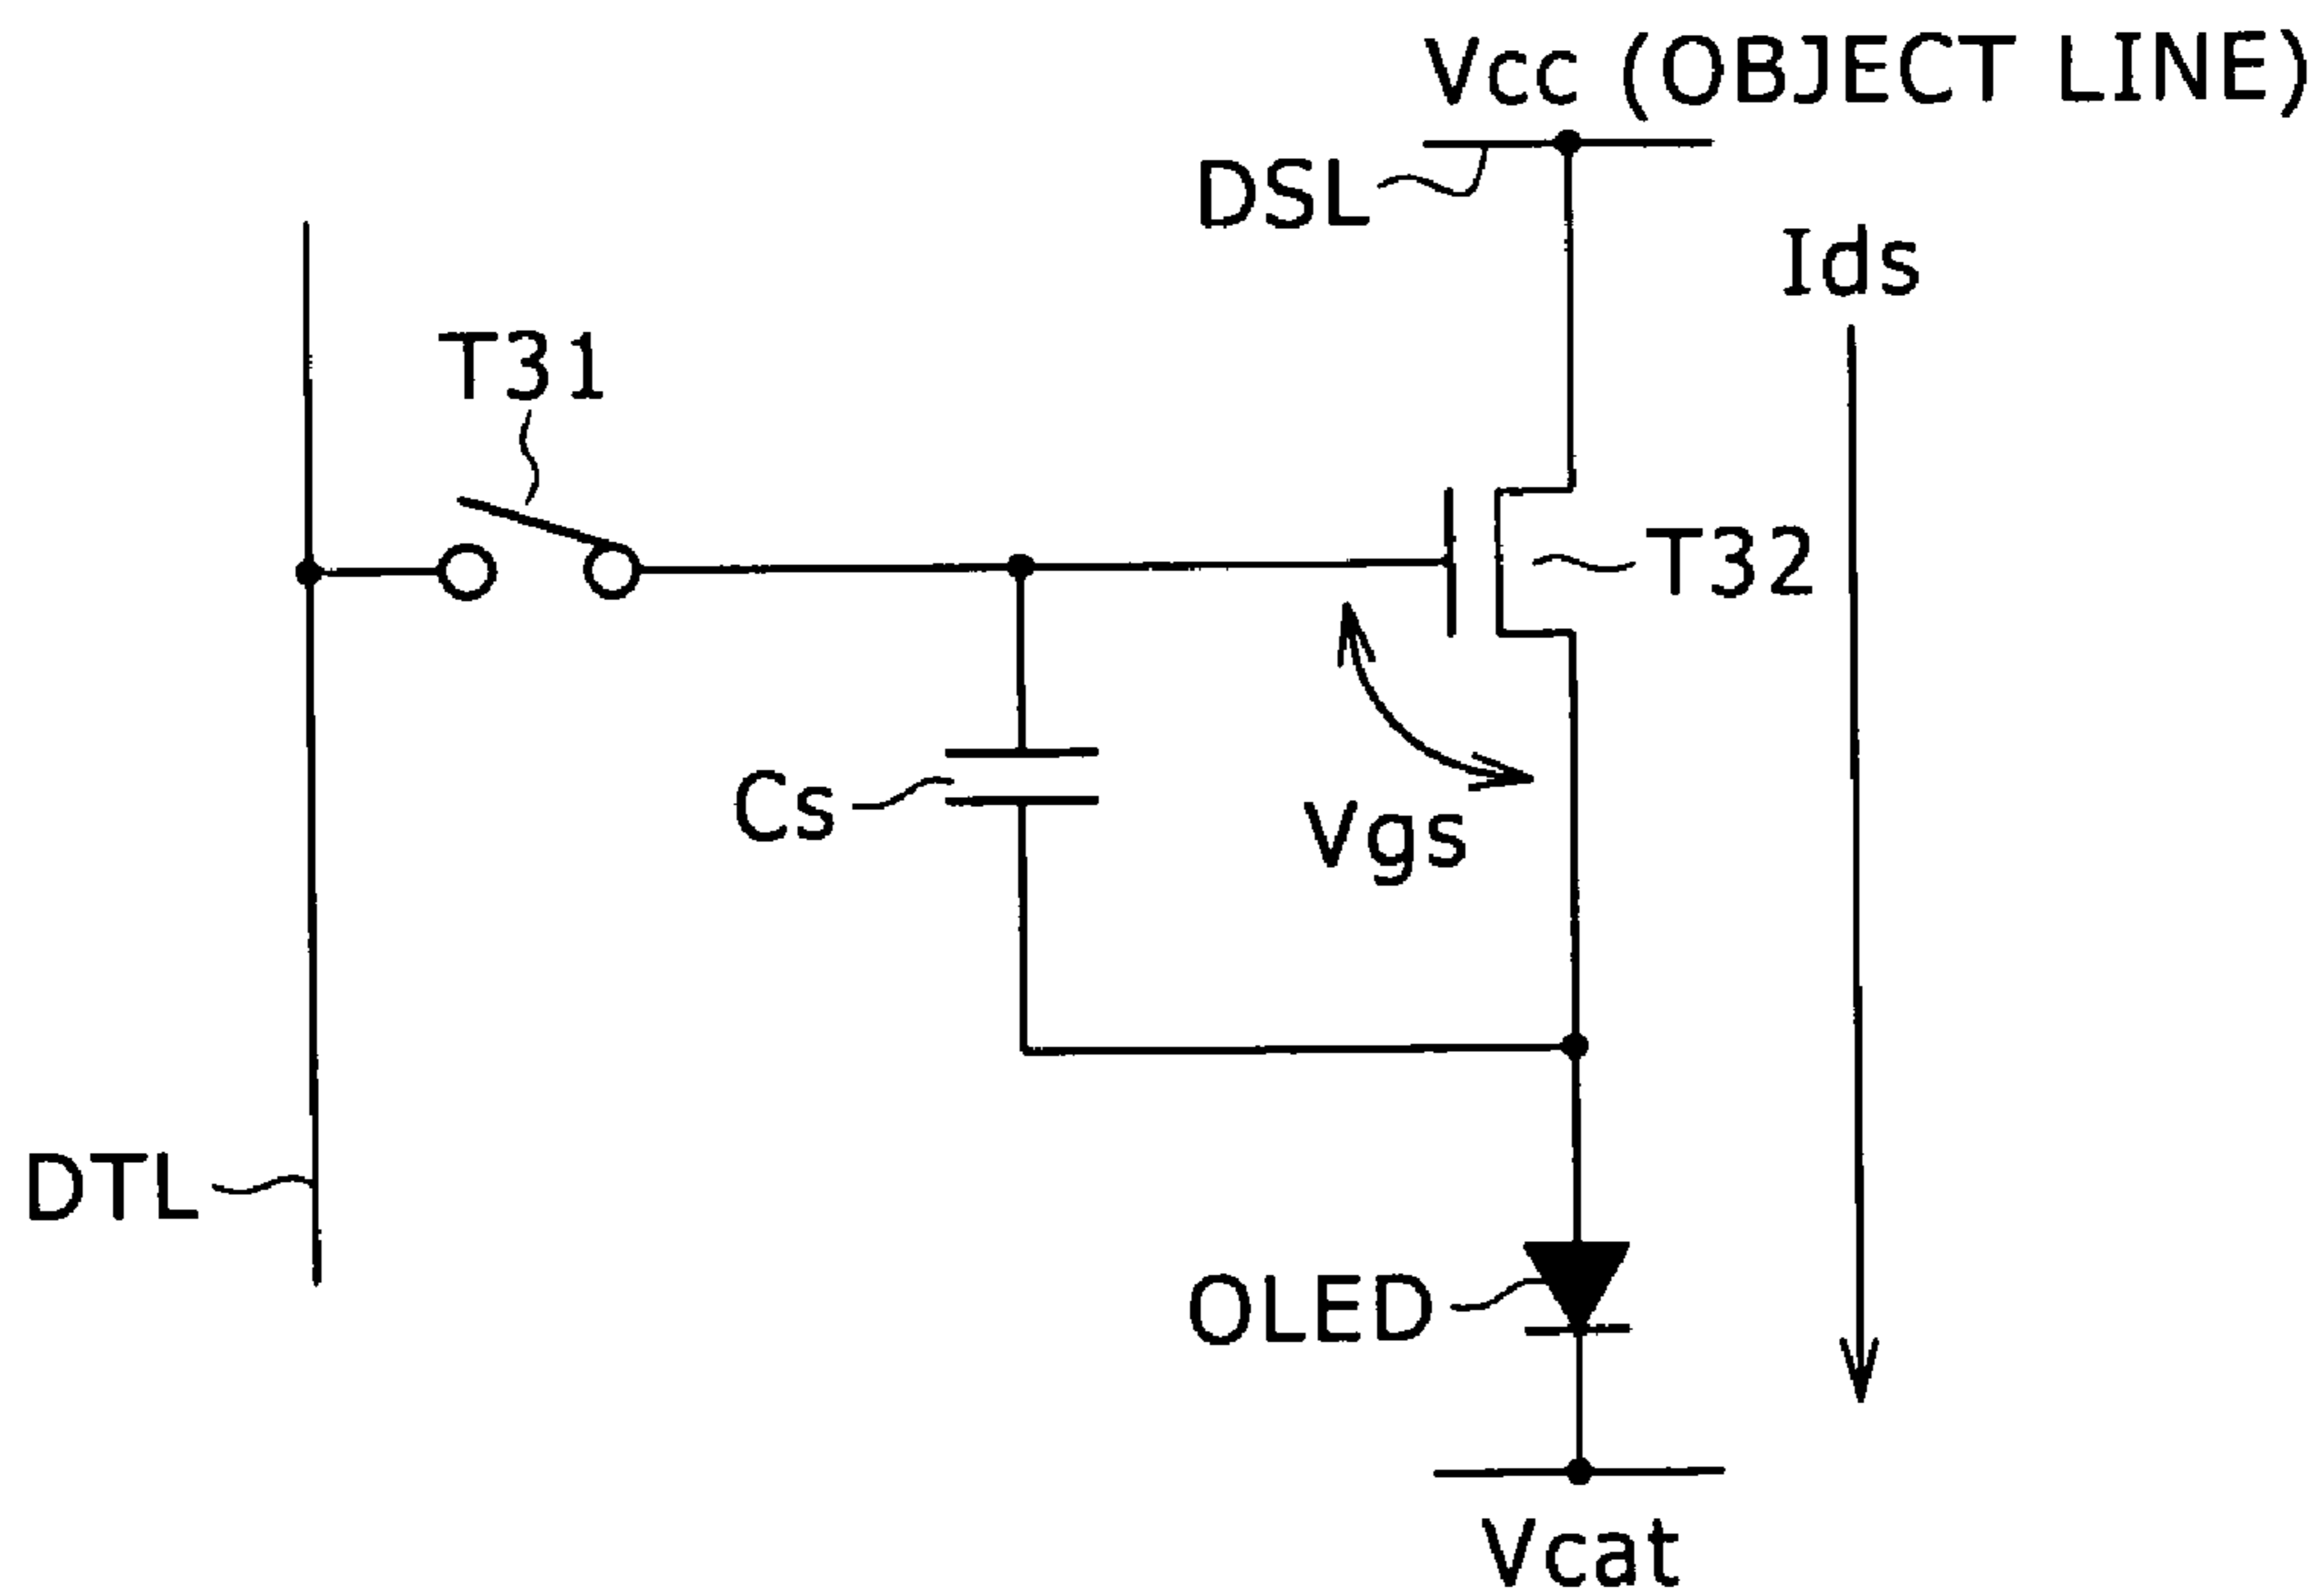 Vcc (OBJECT LINE)
DSL
Ids
T31
T32
Cs
Vgs
DTL
OLED
Vcat